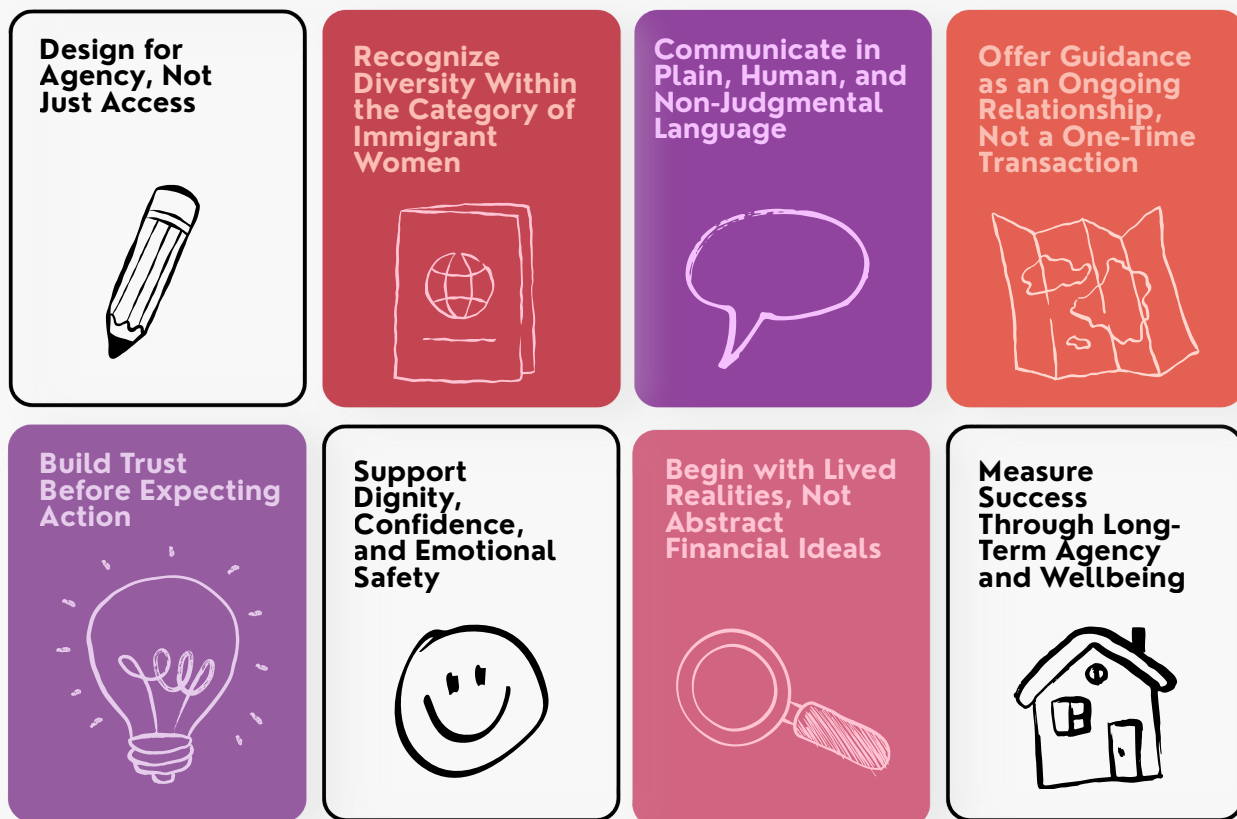 Design for
Agency, Not
Just Access
Recognize
Diversity Within
the Category of
Immigrant
Women
Communicate in
Plain, Human, and
Non-Judgmental
Language
Offer Guidance
as an Ongoing
Relationship,
Not a One-Time
Transaction
Build Trust
Before Expecting
Action
Support
Dignity,
Confidence,
and Emotional
Safety
Begin with Lived
Realities, Not
Abstract
Financial Ideals
Measure
Success
Through Long-
Term Agency
and Wellbeing